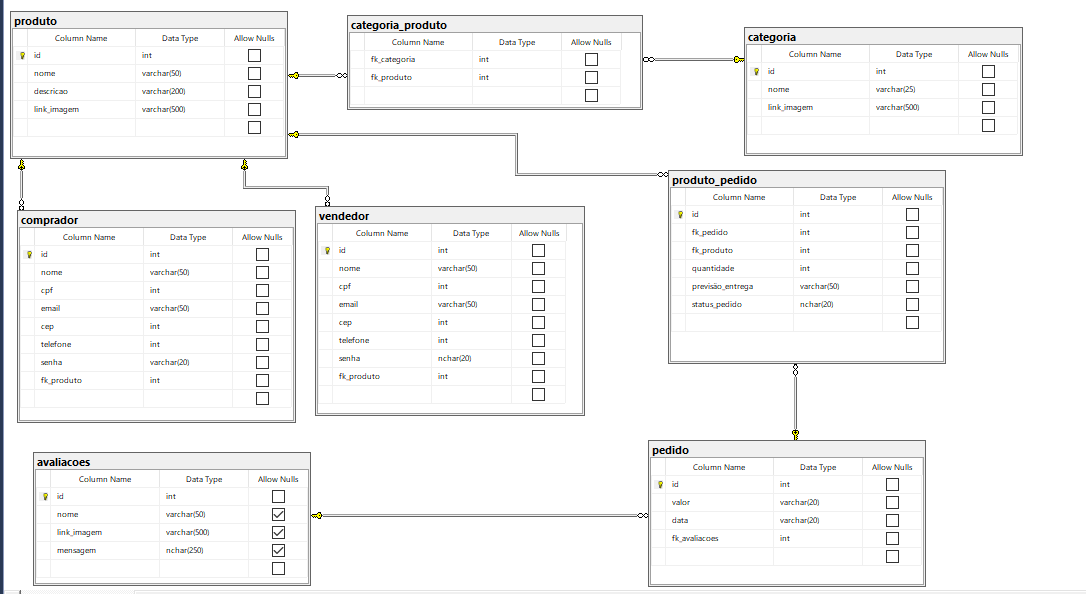 produto
Column Name Data Type Allow Nulls
id int
nome varchar(50)
descricao varchar(200)
link_imagem varchar(500)
categoria_produto
Column Name Data Type Allow Nulls
fk_categoria int
fk_produto int
categoria
Column Name Data Type Allow Nulls
id int
nome varchar(25)
link_imagem varchar(500)
produto_pedido
Column Name Data Type Allow Nulls
id int
fk_pedido int
fk_produto int
quantidade int
previsão_entrega varchar(50)
status_pedido nchar(20)
comprador
Column Name Data Type Allow Nulls
id int
nome varchar(50)
cpf int
email varchar(50)
cep int
telefone int
senha varchar(20)
fk_produto int
vendedor
Column Name Data Type Allow Nulls
id int
nome varchar(50)
cpf int
email varchar(50)
cep int
telefone int
senha nchar(20)
fk_produto int
avaliacoes
Column Name Data Type Allow Nulls
id int
nome varchar(50)
link_imagem varchar(500)
mensagem nchar(250)
pedido
Column Name Data Type Allow Nulls
id int
valor varchar(20)
data varchar(20)
fk_avaliacoes int